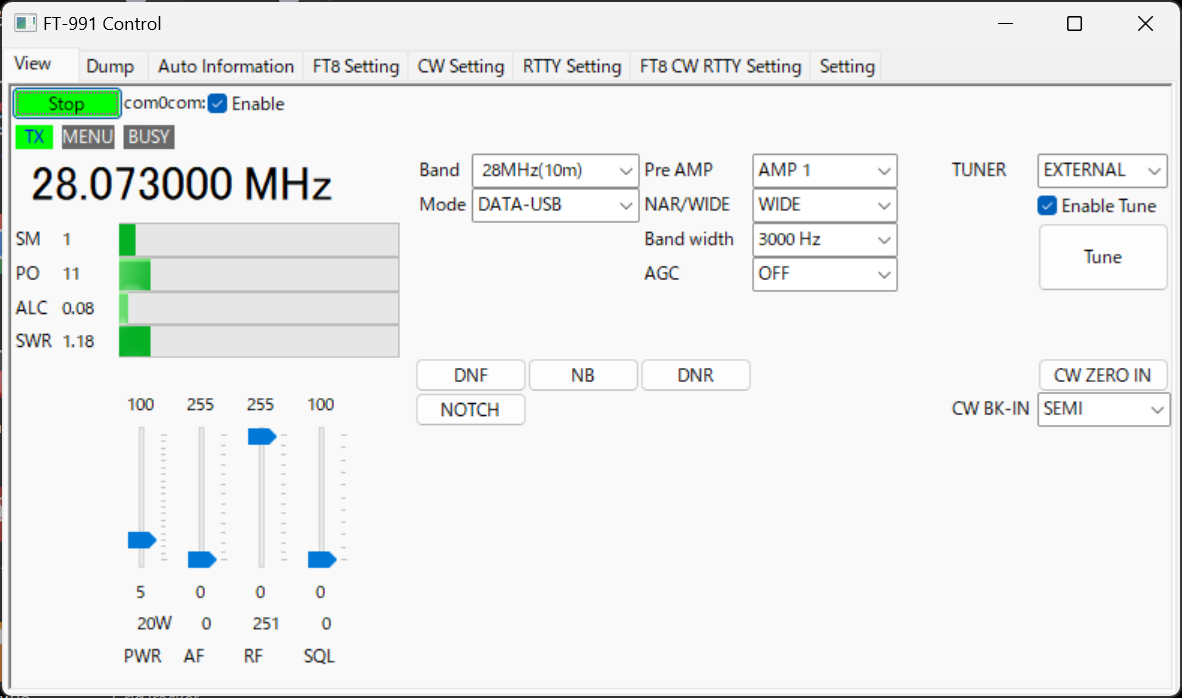 FT-991 Control
View Dump Auto Information FT8 Setting CW Setting RTTY Setting FT8 CW RTTY Setting Setting
Stop com0com: Enable
TX MENU BUSY
28.073000 MHz
Band 28MHz(10m) Pre AMP AMP 1 TUNER EXTERNAL
Mode DATA-USB NAR/WIDE WIDE Enable Tune
SM 1 Band width 3000 Hz Tune
PO 11 AGC OFF
ALC 0.08
SWR 1.18
DNF NB DNR CW ZERO IN
NOTCH CW BK-IN SEMI
100 255 255 100
5 0 0 0
20W 0 251 0
PWR AF RF SQL